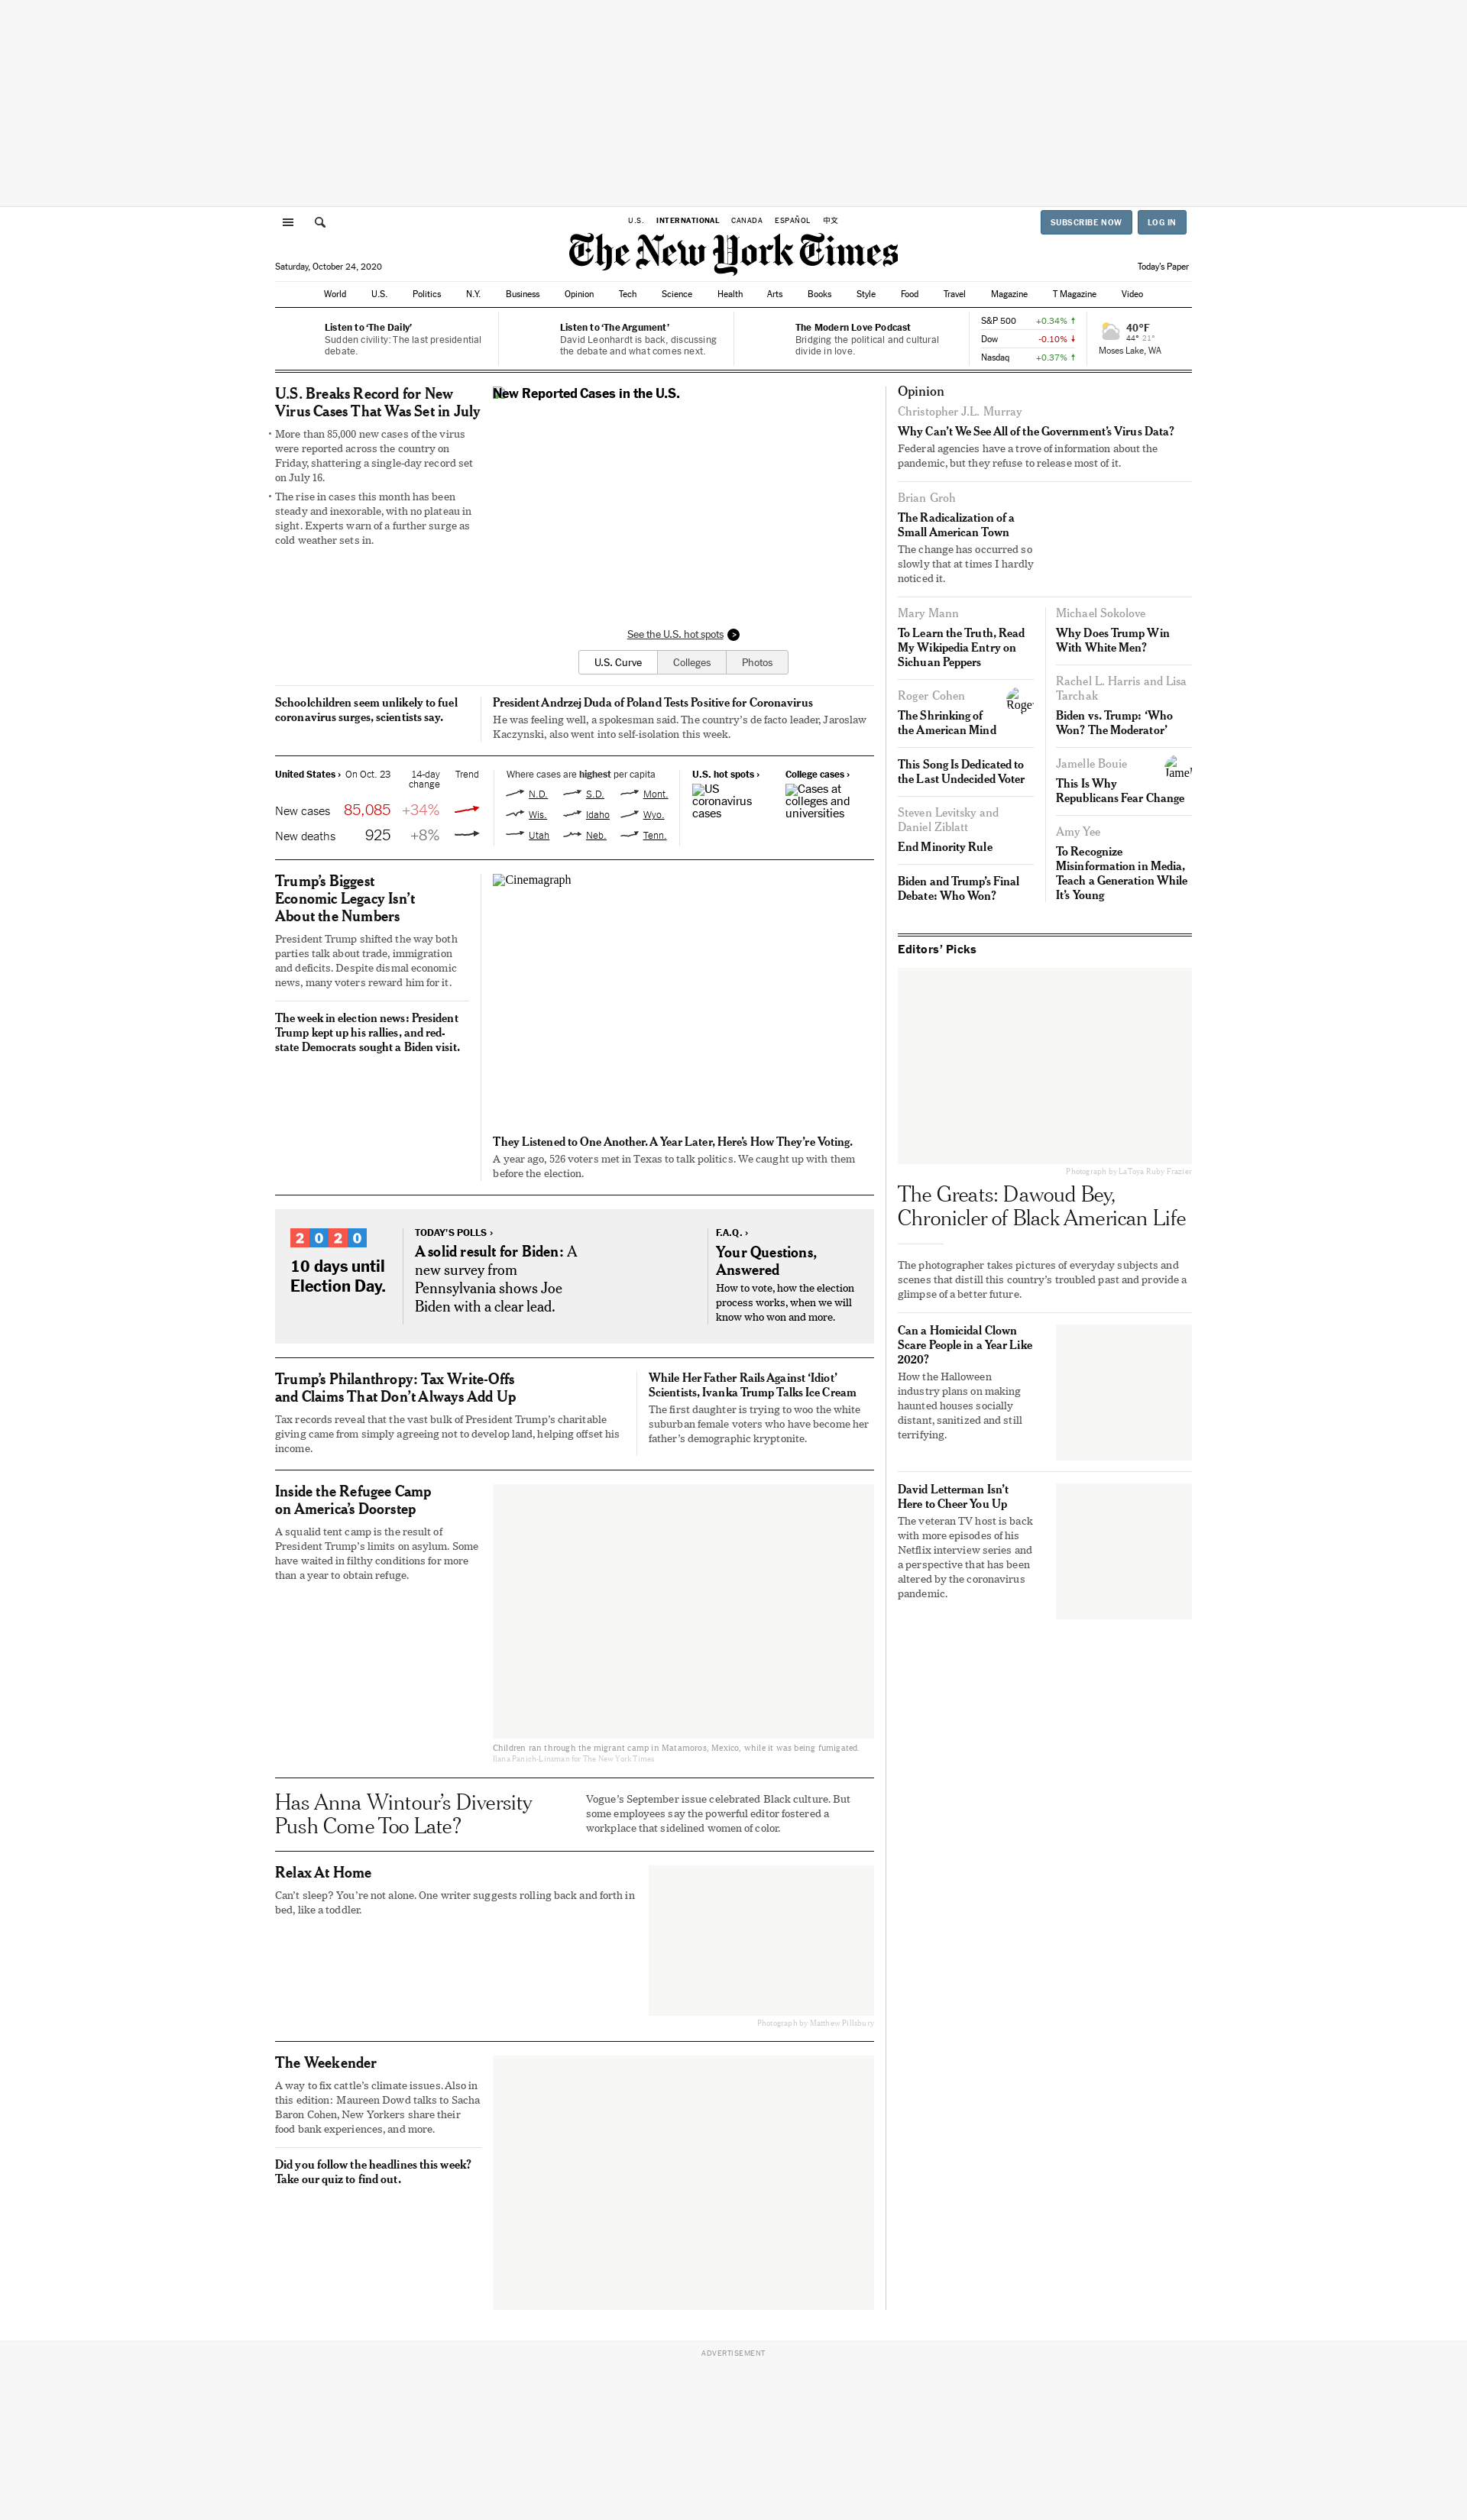 U.S. INTERNATIONAL CANADA ESPAÑOL 中文
SUBSCRIBE NOW LOG IN
The New York Times
Saturday, October 24, 2020
Today's Paper
World U.S. Politics N.Y. Business Opinion Tech Science Health Arts Books Style Food Travel Magazine T Magazine Video
Listen to ‘The Daily’
Sudden civility: The last presidential
debate.
Listen to ‘The Argument’
David Leonhardt is back, discussing
the debate and what comes next.
The Modern Love Podcast
Bridging the political and cultural
divide in love.
S&P 500 +0.34%
Dow -0.10%
Nasdaq +0.37%
40°F
44° 21°
Moses Lake, WA
U.S. Breaks Record for New
Virus Cases That Was Set in July
• More than 85,000 new cases of the virus
were reported across the country on
Friday, shattering a single-day record set
on July 16.
• The rise in cases this month has been
steady and inexorable, with no plateau in
sight. Experts warn of a further surge as
cold weather sets in.
New Reported Cases in the U.S.
See the U.S. hot spots >
U.S. Curve Colleges Photos
Schoolchildren seem unlikely to fuel
coronavirus surges, scientists say.
President Andrzej Duda of Poland Tests Positive for Coronavirus
He was feeling well, a spokesman said. The country’s de facto leader, Jaroslaw
Kaczynski, also went into self-isolation this week.
United States › On Oct. 23 14-day Trend
change
New cases 85,085 +34%
New deaths 925 +8%
Where cases are highest per capita
N.D. S.D. Mont.
Wis. Idaho Wyo.
Utah Neb. Tenn.
U.S. hot spots ›
US
coronavirus
cases
College cases ›
Cases at
colleges and
universities
Trump’s Biggest
Economic Legacy Isn’t
About the Numbers
President Trump shifted the way both
parties talk about trade, immigration
and deficits. Despite dismal economic
news, many voters reward him for it.
The week in election news: President
Trump kept up his rallies, and red-
state Democrats sought a Biden visit.
Cinemagraph
They Listened to One Another. A Year Later, Here’s How They’re Voting.
A year ago, 526 voters met in Texas to talk politics. We caught up with them
before the election.
2020
10 days until
Election Day.
TODAY’S POLLS ›
A solid result for Biden: A
new survey from
Pennsylvania shows Joe
Biden with a clear lead.
F.A.Q. ›
Your Questions,
Answered
How to vote, how the election
process works, when we will
know who won and more.
Trump’s Philanthropy: Tax Write-Offs
and Claims That Don’t Always Add Up
Tax records reveal that the vast bulk of President Trump’s charitable
giving came from simply agreeing not to develop land, helping offset his
income.
While Her Father Rails Against ‘Idiot’
Scientists, Ivanka Trump Talks Ice Cream
The first daughter is trying to woo the white
suburban female voters who have become her
father’s demographic kryptonite.
Inside the Refugee Camp
on America’s Doorstep
A squalid tent camp is the result of
President Trump’s limits on asylum. Some
have waited in filthy conditions for more
than a year to obtain refuge.
Children ran through the migrant camp in Matamoros, Mexico, while it was being fumigated.
Ilana Panich-Linsman for The New York Times
Has Anna Wintour’s Diversity
Push Come Too Late?
Vogue’s September issue celebrated Black culture. But
some employees say the powerful editor fostered a
workplace that sidelined women of color.
Relax At Home
Can’t sleep? You’re not alone. One writer suggests rolling back and forth in
bed, like a toddler.
Photograph by Matthew Pillsbury
The Weekender
A way to fix cattle’s climate issues. Also in
this edition: Maureen Dowd talks to Sacha
Baron Cohen, New Yorkers share their
food bank experiences, and more.
Did you follow the headlines this week?
Take our quiz to find out.
Opinion
Christopher J.L. Murray
Why Can’t We See All of the Government’s Virus Data?
Federal agencies have a trove of information about the
pandemic, but they refuse to release most of it.
Brian Groh
The Radicalization of a
Small American Town
The change has occurred so
slowly that at times I hardly
noticed it.
Mary Mann
To Learn the Truth, Read
My Wikipedia Entry on
Sichuan Peppers
Roger Cohen
Roger
The Shrinking of
the American Mind
This Song Is Dedicated to
the Last Undecided Voter
Steven Levitsky and
Daniel Ziblatt
End Minority Rule
Biden and Trump’s Final
Debate: Who Won?
Michael Sokolove
Why Does Trump Win
With White Men?
Rachel L. Harris and Lisa
Tarchak
Biden vs. Trump: ‘Who
Won? The Moderator’
Jamelle Bouie
This Is Why
Republicans Fear Change
Amy Yee
To Recognize
Misinformation in Media,
Teach a Generation While
It’s Young
Editors’ Picks
Photograph by LaToya Ruby Frazier
The Greats: Dawoud Bey,
Chronicler of Black American Life
The photographer takes pictures of everyday subjects and
scenes that distill this country’s troubled past and provide a
glimpse of a better future.
Can a Homicidal Clown
Scare People in a Year Like
2020?
How the Halloween
industry plans on making
haunted houses socially
distant, sanitized and still
terrifying.
David Letterman Isn’t
Here to Cheer You Up
The veteran TV host is back
with more episodes of his
Netflix interview series and
a perspective that has been
altered by the coronavirus
pandemic.
ADVERTISEMENT